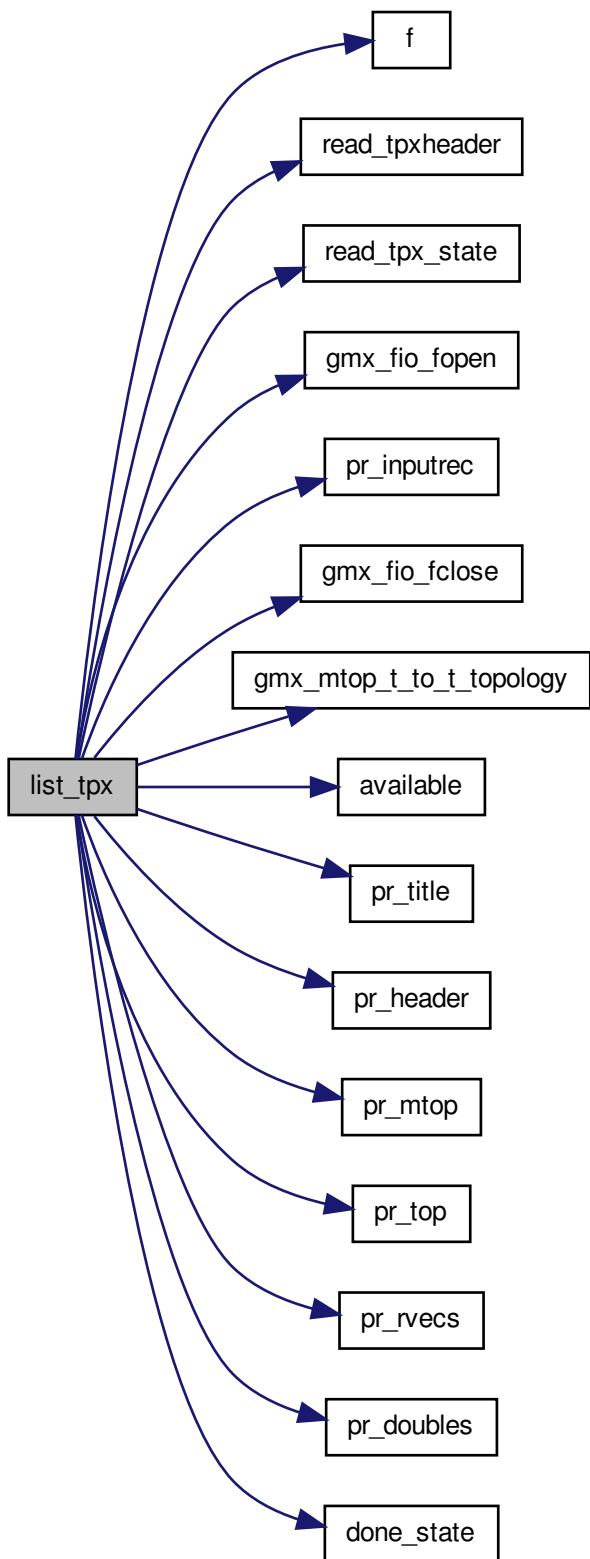 f
read_tpxheader
read_tpx_state
gmx_fio_fopen
pr_inputrec
gmx_fio_fclose
gmx_mtop_t_to_t_topology
list_tpx
available
pr_title
pr_header
pr_mtop
pr_top
pr_rvecs
pr_doubles
done_state